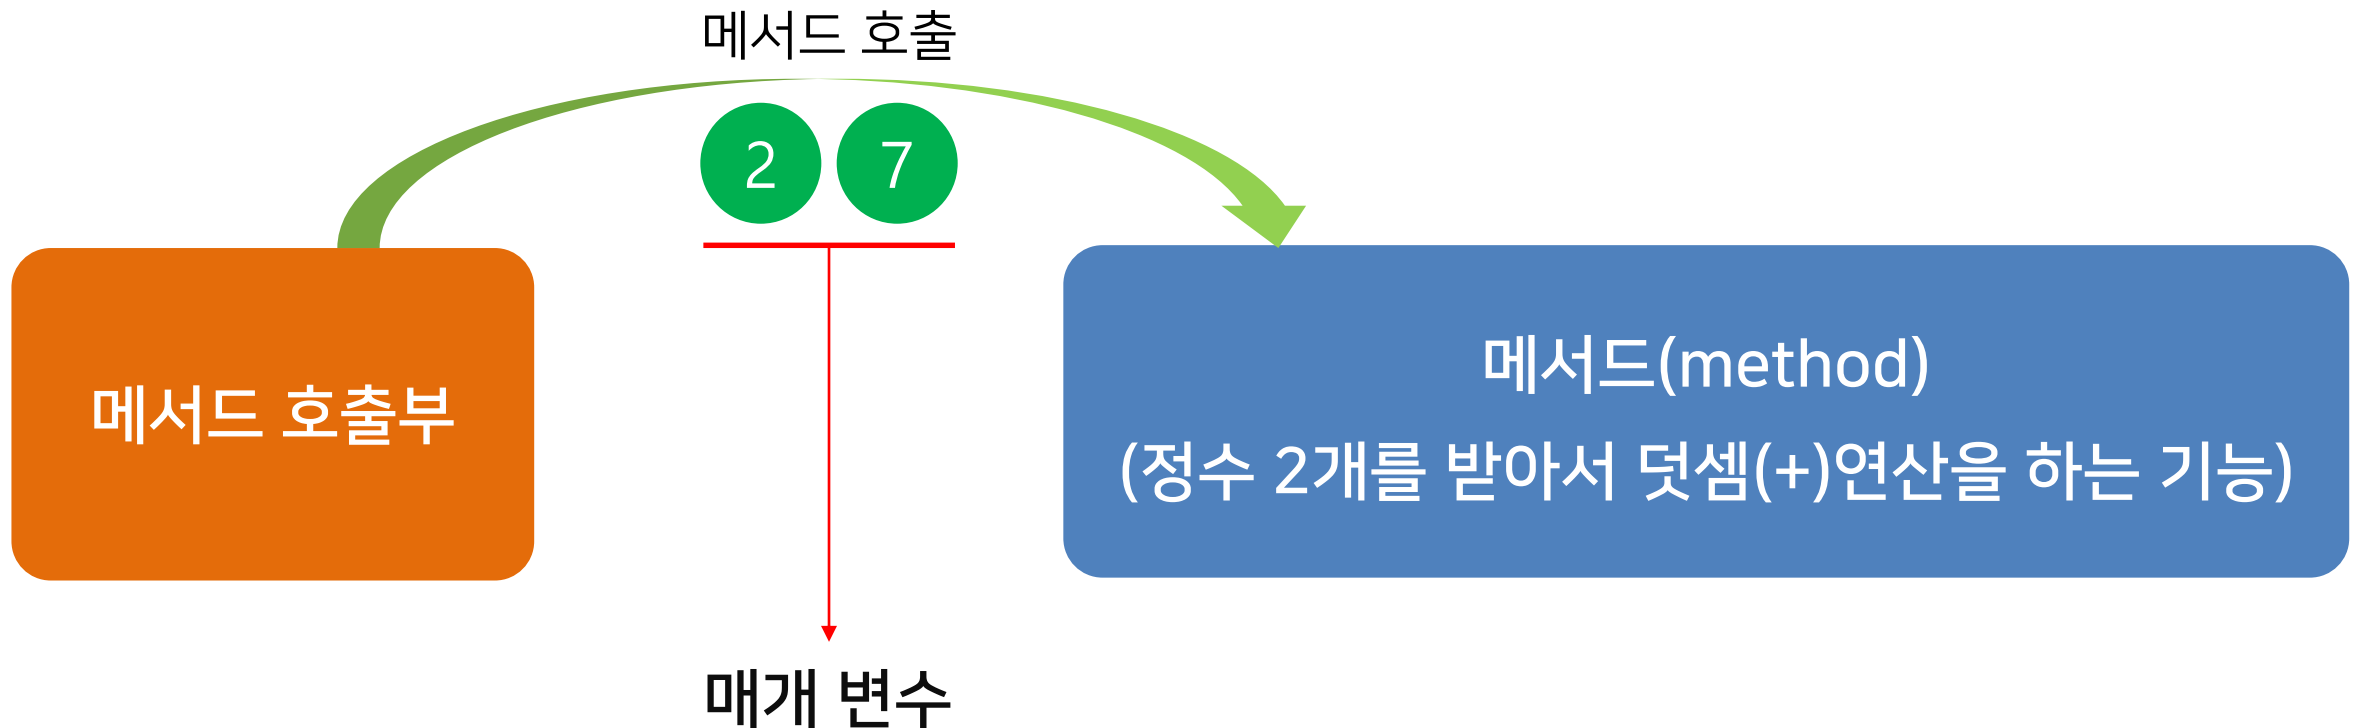 메서드 호출
2 7
메서드 호출부
메서드(method)
(정수 2개를 받아서 덧셈(+)연산을 하는 기능)
매개 변수